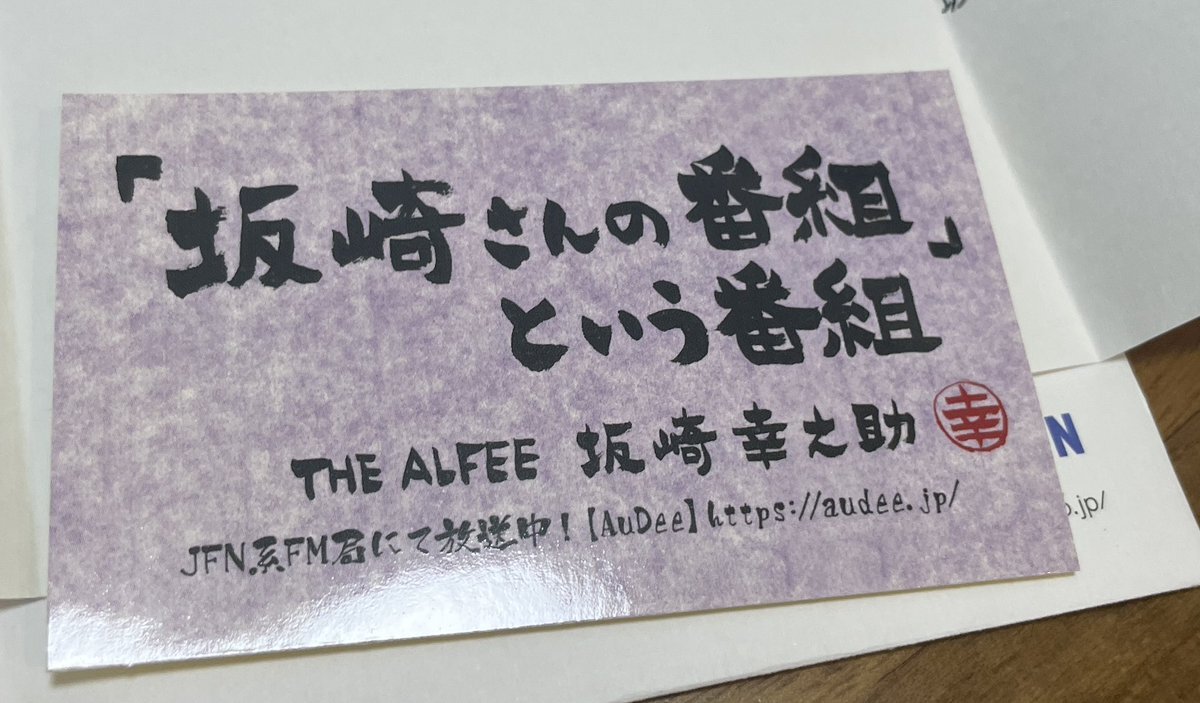 「坂崎さんの番組」
という番組
THE ALFEE 坂崎幸之助 幸
JFN系FM局にて放送中！【AuDee】https://audee.jp/
N
.jp/